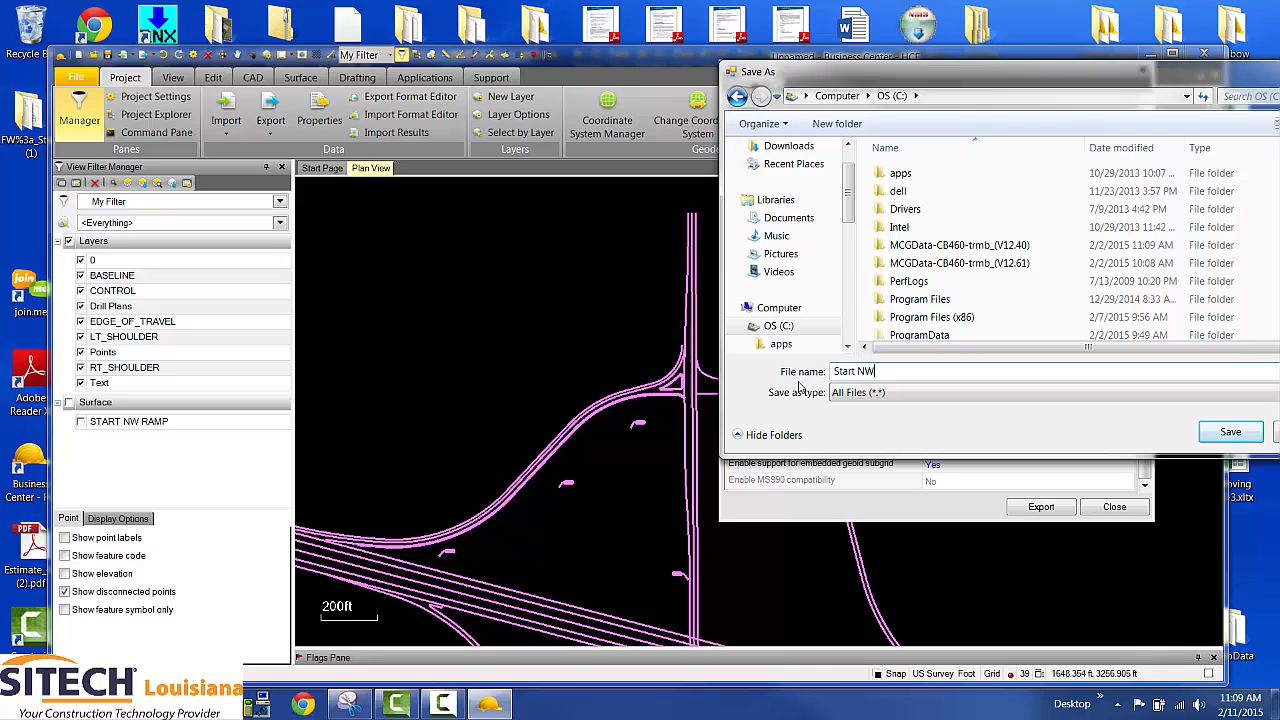 Recycle B
bow
My Filter
Unnamed - Business Center - HCE
File
Project
View
Edit
CAD
Drafting
Support
Save As
Computer
OS (C:)
Search OS (C
Organize
New folder
Manager
Project Settings
Project Explorer
Command Pane
Panes
Import
Export
Properties
Export Format Editor
Import Format Editor
Import Results
Data
New Layer
Layer Options
Select by Layer
Layers
Coordinate
System Manager
Change Coor
System
Geode
FW%3a_St
(1)
View Filter Manager
Start Page
Plan View
My Filter
<Everything>
Layers
0
BASELINE
CONTROL
Drill Plans
EDGE_OF_TRAVEL
LT_SHOULDER
Points
RT_SHOULDER
Text
Surface
START NW RAMP
Downloads
Recent Places
Libraries
Documents
Music
Pictures
Videos
Computer
OS (C:)
apps
Name
Date modified
Type
apps
10/29/2013 10:07 ...
File folder
dell
11/23/2013 3:57 PM
File folder
Drivers
7/9/2013 4:42 PM
File folder
Intel
10/29/2013 11:42 ...
File folder
MCGData-CB460-trmb_(V12.40)
2/2/2015 11:09 AM
File folder
MCGData-CB460-trmb_(V12.61)
2/2/2015 10:08 AM
File folder
PerfLogs
7/13/2009 10:20 PM
File folder
Program Files
12/29/2014 8:33 A...
File folder
Program Files (x86)
2/7/2015 9:56 AM
File folder
ProgramData
2/5/2015 9:49 AM
File folder
File name:
Start NW
Save as type:
All Files (*.*)
Hide Folders
Save
Enable support for embedded geoid subgrid
Yes
Enable MS990 compatibility
No
Export
Close
join
me
join.me
Adobe
Reader X
Business
Center -
PDF
Estimate_
(2).pdf
oving
3.xltx
pData
Point
Display Options
Show point labels
Show feature code
Show elevation
Show disconnected points
Show feature symbol only
200ft
Flags Pane
Snap
US Survey Foot
Grid
39
1648.354 ft, 3256.905 ft
SITECH Louisiana
Your Construction Technology Provider
Desktop
11:09 AM
2/11/2015